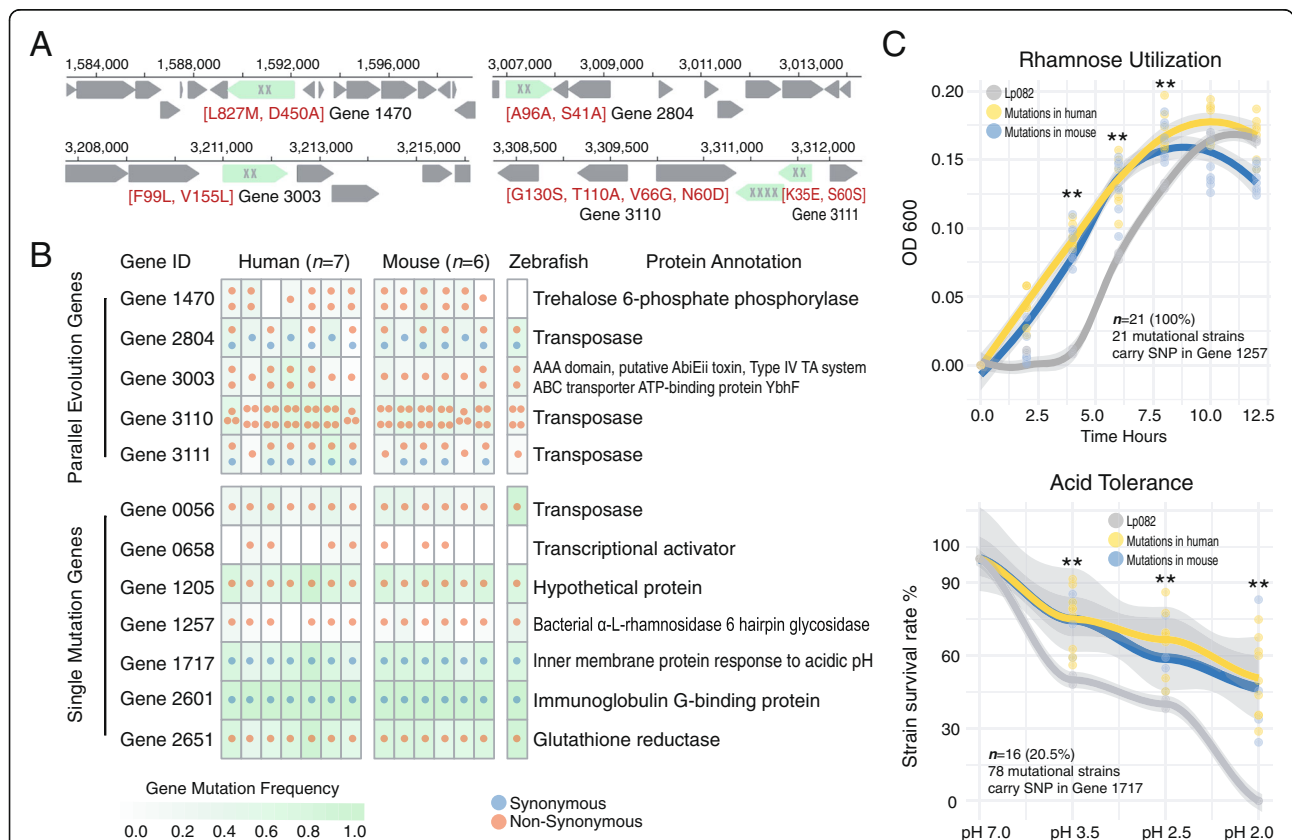 A
1,584,000 1,588,000 1,592,000 1,596,000
XX
[L827M, D450A] Gene 1470
3,007,000 3,009,000 3,011,000 3,013,000
XX
[A96A, S41A] Gene 2804
3,208,000 3,211,000 3,213,000 3,215,000
XX
[F99L, V155L] Gene 3003
3,308,500 3,309,500 3,311,000 3,312,000
XX
XXXX
[G130S, T110A, V66G, N60D]
Gene 3110
[K35E, S60S]
Gene 3111
B
Gene ID Human (n=7) Mouse (n=6) Zebrafish Protein Annotation
Parallel Evolution Genes
Gene 1470 Trehalose 6-phosphate phosphorylase
Gene 2804 Transposase
Gene 3003 AAA domain, putative AbiEii toxin, Type IV TA system
ABC transporter ATP-binding protein YbhF
Gene 3110 Transposase
Gene 3111 Transposase
Single Mutation Genes
Gene 0056 Transposase
Gene 0658 Transcriptional activator
Gene 1205 Hypothetical protein
Gene 1257 Bacterial α-L-rhamnosidase 6 hairpin glycosidase
Gene 1717 Inner membrane protein response to acidic pH
Gene 2601 Immunoglobulin G-binding protein
Gene 2651 Glutathione reductase
Gene Mutation Frequency
0.0 0.2 0.4 0.6 0.8 1.0
Synonymous
Non-Synonymous
C
Rhamnose Utilization
Lp082
Mutations in human
Mutations in mouse
** ** **
OD 600
0.20
0.15
0.10
0.05
0.00
n=21 (100%)
21 mutational strains
carry SNP in Gene 1257
0.0 2.5 5.0 7.5 10.0 12.5
Time Hours
Acid Tolerance
Lp082
Mutations in human
Mutations in mouse
** ** **
Strain survival rate %
100
90
60
30
0
n=16 (20.5%)
78 mutational strains
carry SNP in Gene 1717
pH 7.0 pH 3.5 pH 2.5 pH 2.0